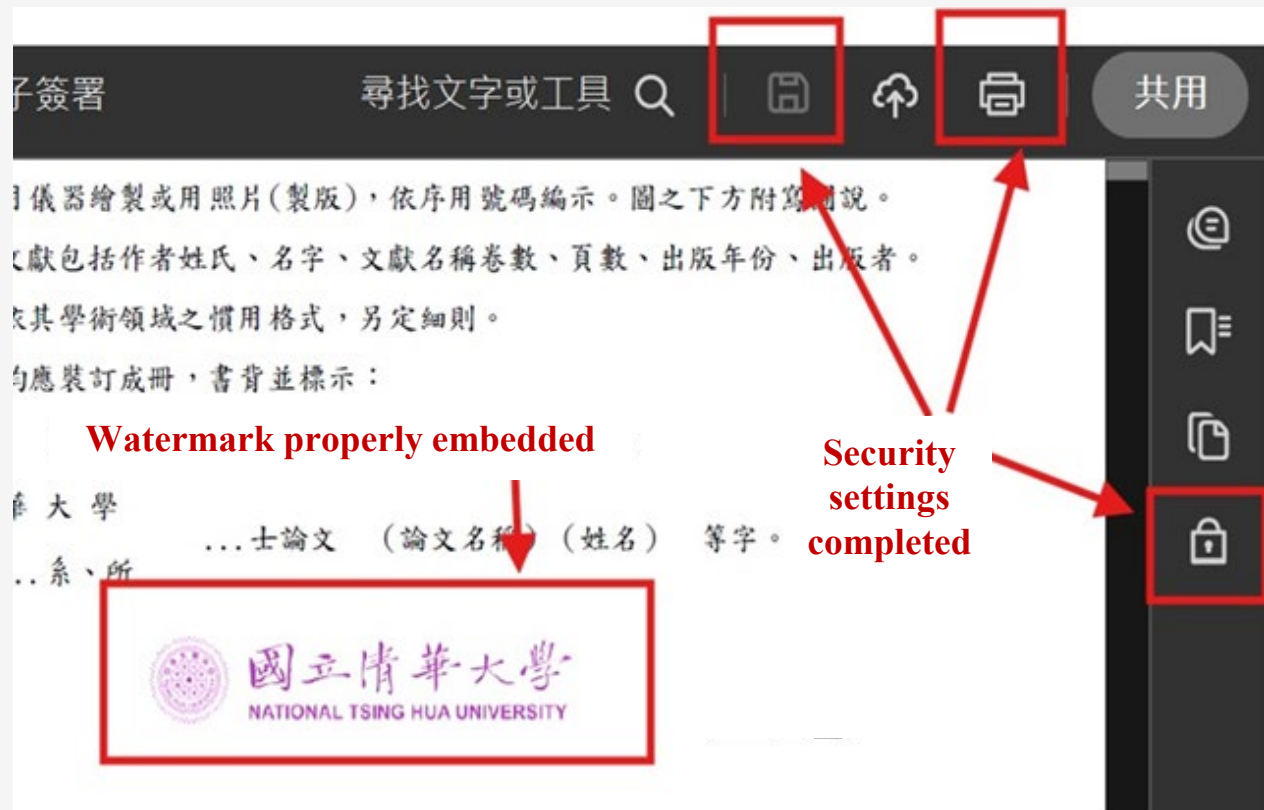 子簽署 尋找文字或工具 共用
用儀器繪製或用照片(製版),依序用號碼編示。圖之下方附寫圖說。
文獻包括作者姓氏、名字、文獻名稱卷數、頁數、出版年份、出版者。
依其學術領域之慣用格式,另定細則。
均應裝訂成冊,書背並標示:
Watermark properly embedded
Security
settings
completed
華大學
...士論文 (論文名稱) (姓名) 等字。
..系、所
國立清華大學
NATIONAL TSING HUA UNIVERSITY